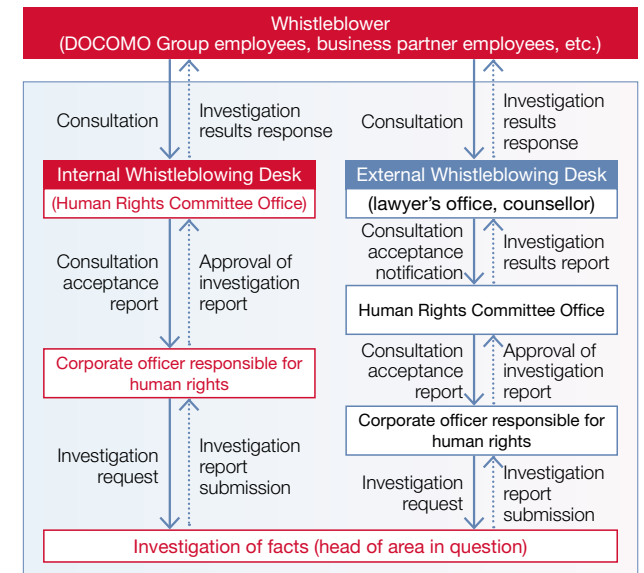 Whistleblower
(DOCOMO Group employees, business partner employees, etc.)
Consultation
Investigation
results response
Consultation
Investigation
results
response
Internal Whistleblowing Desk
(Human Rights Committee Office)
External Whistleblowing Desk
(lawyer's office, counsellor)
Consultation
acceptance
report
Approval of
investigation
report
Consultation
acceptance
notification
Investigation
results report
Human Rights Committee Office
Corporate officer responsible for
human rights
Consultation
acceptance
report
Approval of
investigation
report
Corporate officer responsible for
human rights
Investigation
request
Investigation
report
submission
Investigation
request
Investigation
report
submission
Investigation of facts (head of area in question)